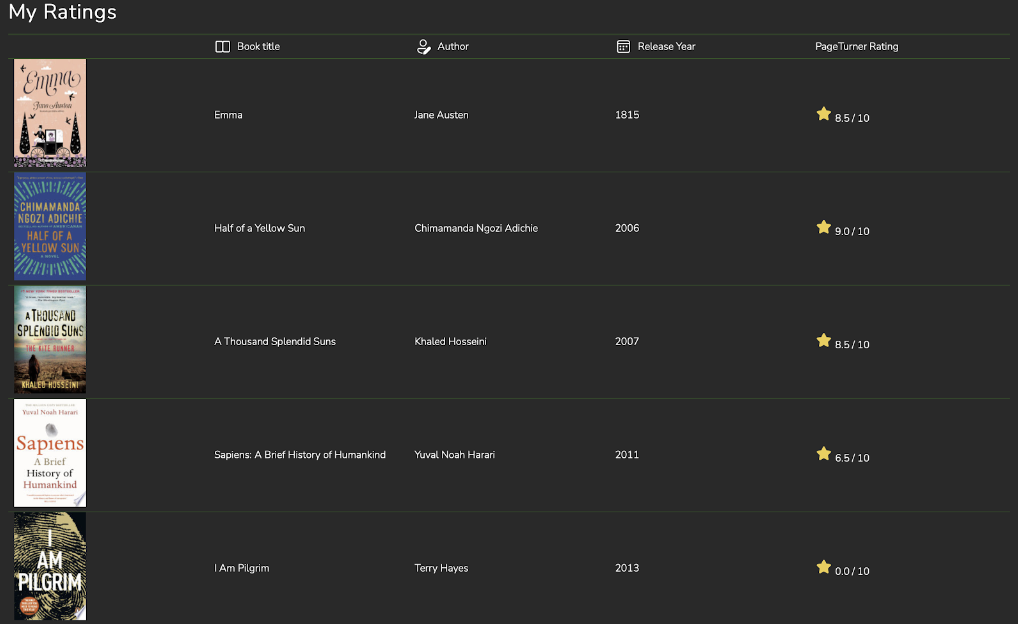 My Ratings
Book title Author Release Year PageTurner Rating
Emma
Jane Austen
Emma Jane Austen 1815 8.5 / 10
CHIMAMANDA
NGOZI ADICHIE
HALF OF A
YELLOW SUN
A NOVEL
Half of a Yellow Sun Chimamanda Ngozi Adichie 2006 9.0 / 10
A THOUSAND
SPLENDID SUNS
THE KITE RUNNER
KHALED HOSSEINI
A Thousand Splendid Suns Khaled Hosseini 2007 8.5 / 10
Yuval Noah Harari
Sapiens
A Brief
History of
Humankind
Sapiens: A Brief History of Humankind Yuval Noah Harari 2011 6.5 / 10
I
AM
PILGRIM
I Am Pilgrim Terry Hayes 2013 0.0 / 10